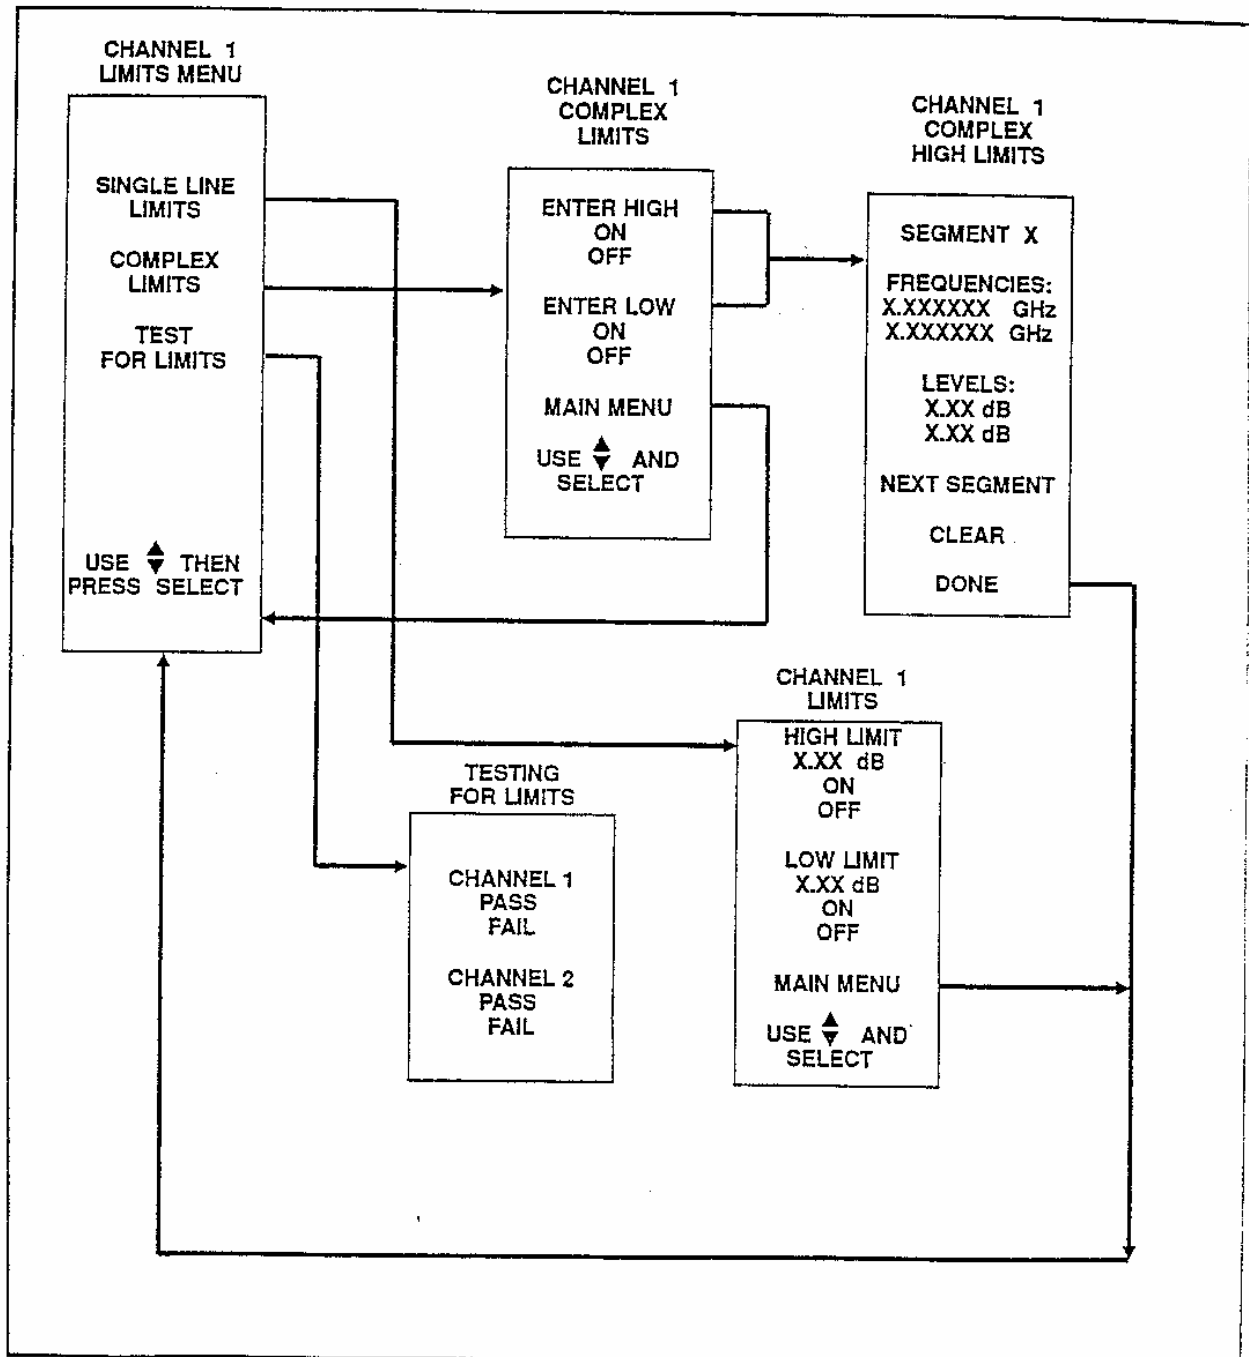 CHANNEL 1
LIMITS MENU
SINGLE LINE
LIMITS
COMPLEX
LIMITS
TEST
FOR LIMITS
USE THEN
PRESS SELECT
CHANNEL 1
COMPLEX
LIMITS
ENTER HIGH
ON
OFF
ENTER LOW
ON
OFF
MAIN MENU
USE AND
SELECT
CHANNEL 1
COMPLEX
HIGH LIMITS
SEGMENT X
FREQUENCIES:
X.XXXXXX GHz
X.XXXXXX GHz
LEVELS:
X.XX dB
X.XX dB
NEXT SEGMENT
CLEAR
DONE
TESTING
FOR LIMITS
CHANNEL 1
PASS
FAIL
CHANNEL 2
PASS
FAIL
CHANNEL 1
LIMITS
HIGH LIMIT
X.XX dB
ON
OFF
LOW LIMIT
X.XX dB
ON
OFF
MAIN MENU
USE AND
SELECT